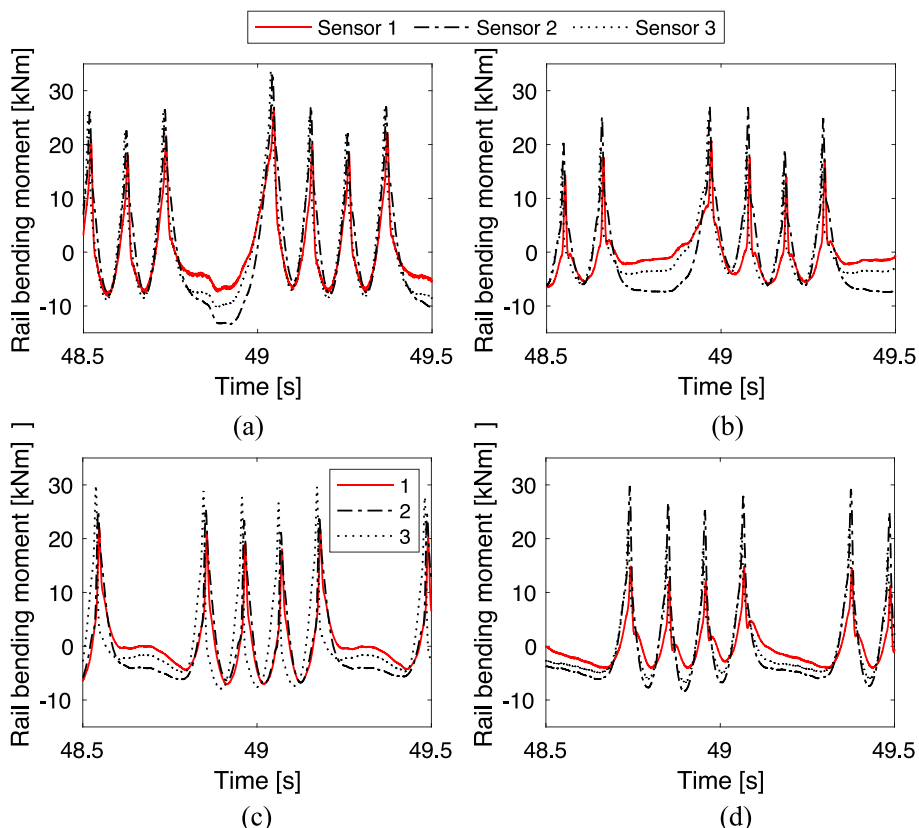 Sensor 1 Sensor 2 Sensor 3
Rail bending moment [kNm]
30
20
10
0
-10
48.5 49 49.5
Time [s]
(a)
Rail bending moment [kNm]
30
20
10
0
-10
48.5 49 49.5
Time [s]
(b)
Rail bending moment [kNm] ]
30
20
10
0
-10
1
2
3
48.5 49 49.5
Time [s]
(c)
Rail bending moment [kNm] ]
30
20
10
0
-10
48.5 49 49.5
Time [s]
(d)